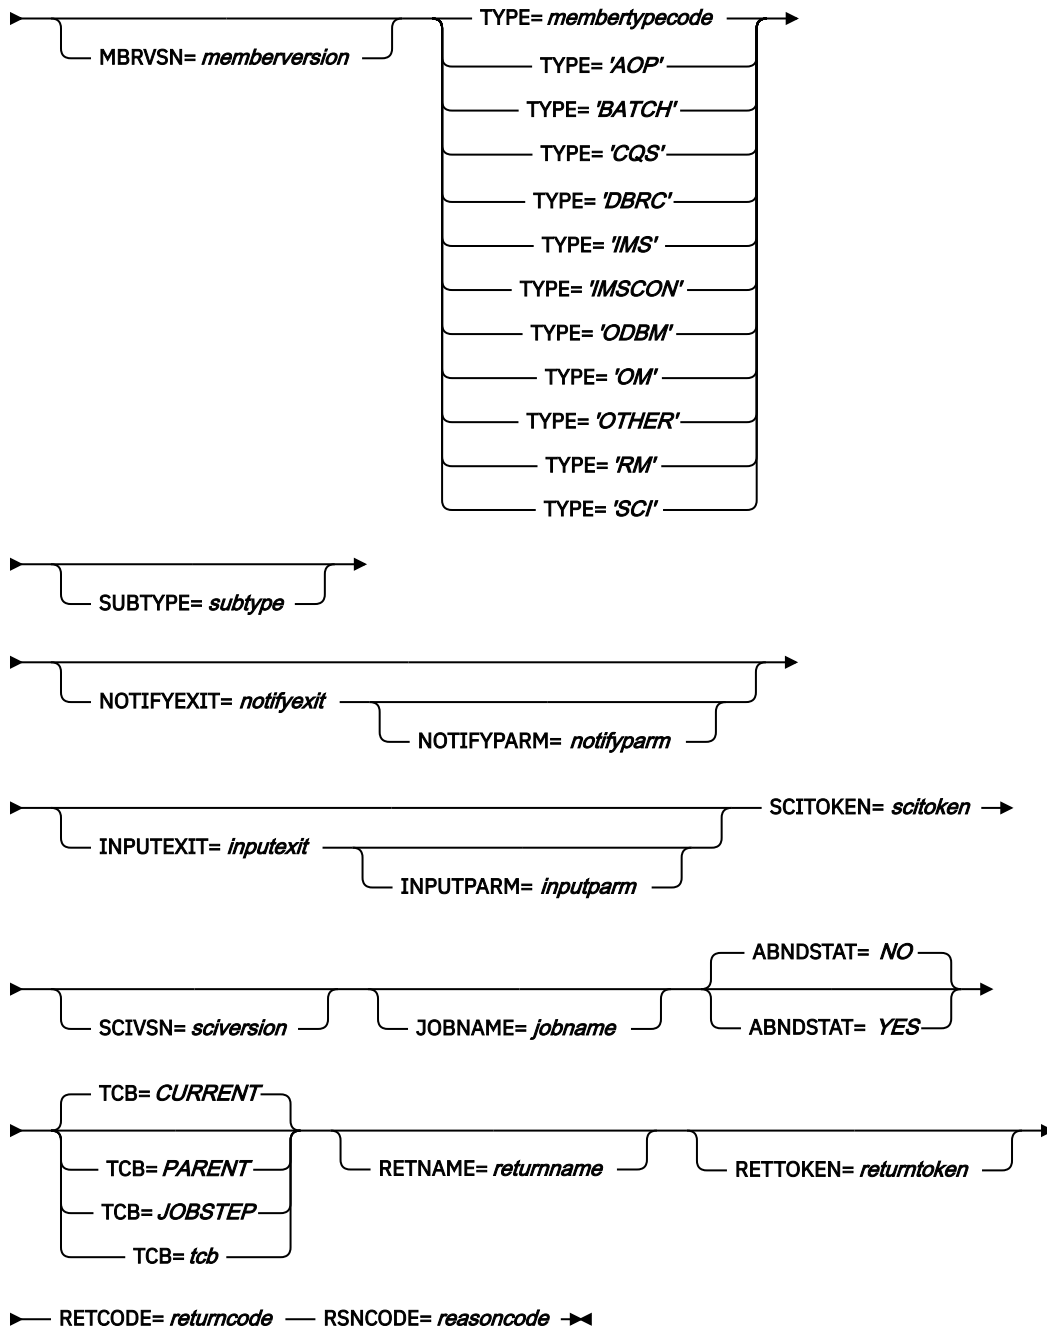 TYPE= membertypecode
MBRVSN= memberversion
TYPE= 'AOP'
TYPE= 'BATCH'
TYPE= 'CQS'
TYPE= 'DBRC'
TYPE= 'IMS'
TYPE= 'IMSCON'
TYPE= 'ODBM'
TYPE= 'OM'
TYPE= 'OTHER'
TYPE= 'RM'
TYPE= 'SCI'
SUBTYPE= subtype
NOTIFYEXIT= notifyexit
NOTIFYPARM= notifyparm
SCITOKEN= scitoken
INPUTEXIT= inputexit
INPUTPARM= inputparm
ABNDSTAT= NO
SCIVSN= sciversion JOBNAME= jobname ABNDSTAT= YES
TCB= CURRENT
TCB= PARENT RETNAME= returnname RETTOKEN= returntoken
TCB= JOBSTEP
TCB= tcb
RETCODE= returncode RSNCODE= reasoncode